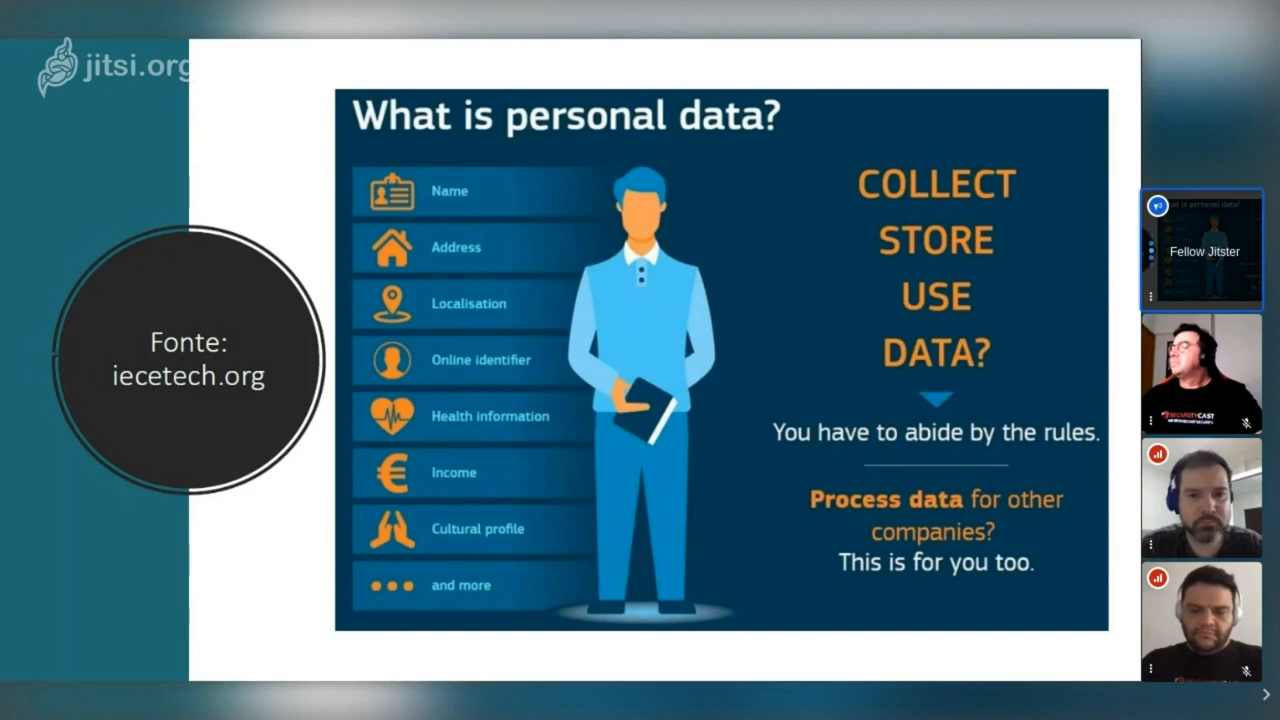 jitsi.org
Fonte:
iecetech.org
What is personal data?
Name
Address
Localisation
Online identifier
Health information
Income
Cultural profile
and more
COLLECT
STORE
USE
DATA?
You have to abide by the rules.
Process data for other
companies?
This is for you too.
Fellow Jitster
SECURITYCAST